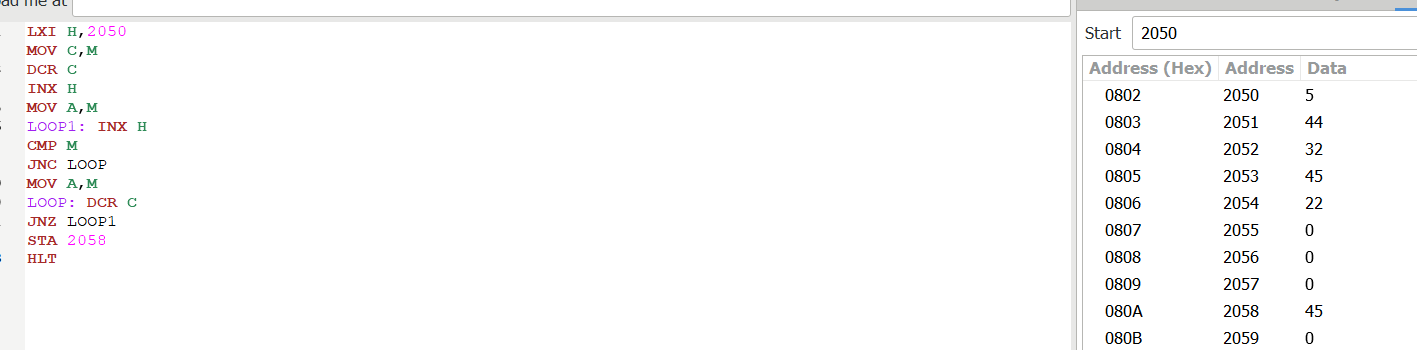 me at
LXI H,2050
MOV C,M
DCR C
INX H
MOV A,M
LOOP1: INX H
CMP M
JNC LOOP
MOV A,M
LOOP: DCR C
JNZ LOOP1
STA 2058
HLT
Start 2050
Address (Hex) Address Data
0802 2050 5
0803 2051 44
0804 2052 32
0805 2053 45
0806 2054 22
0807 2055 0
0808 2056 0
0809 2057 0
080A 2058 45
080B 2059 0